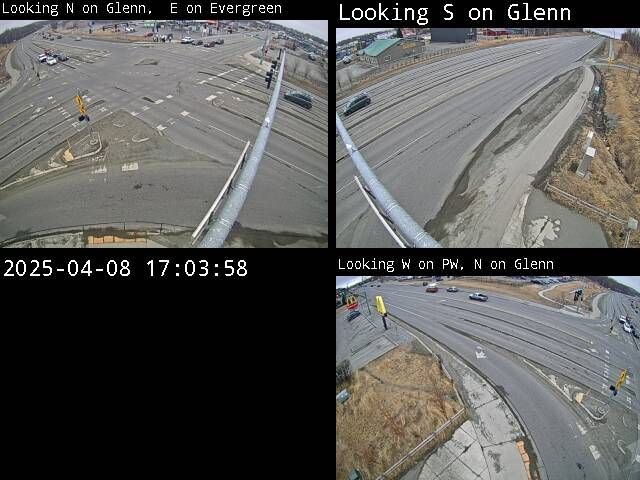 Looking N on Glenn,  E on Evergreen
Looking S on Glenn
2025-04-08 17:03:58
Looking W on PW, N on Glenn